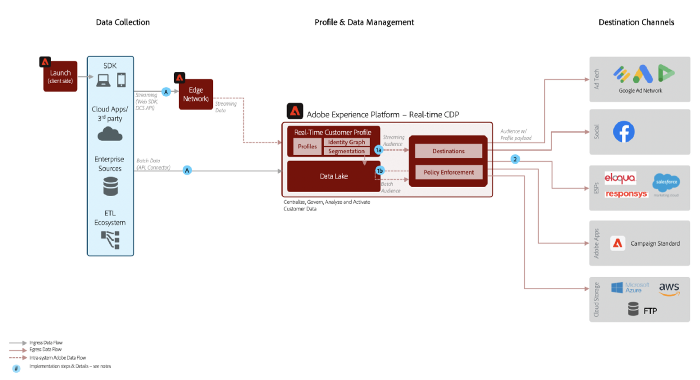 Data Collection
Profile & Data Management
Destination Channels
Launch
(client side)
SDK
Cloud Apps/
3rd party
Enterprise
Sources
ETL
Ecosystem
Streaming
(Web SDK,
DCS API)
A
Edge
Network)
Streaming
Data
Batch Data
(API, Connector)
A
Adobe Experience Platform – Real-time CDP
Real-Time Customer Profile
Profiles
Identity Graph
Segmentation
Data Lake
1a
Streaming
Audience
1b
Batch
Audience
Destinations
Policy Enforcement
Centralize, Govern, Analyze and Activate
Customer Data
Audience w/
Profile payload
2
Ad Tech
Google Ad Network
Social
ESPs
eloqua
responsys
salesforce
Adobe Apps
Campaign Standard
Cloud Storage
Microsoft
Azure
aws
FTP
Ingress Data Flow
Egress Data Flow
Intra-system Adobe Data Flow
Implementation steps & Details – see notes